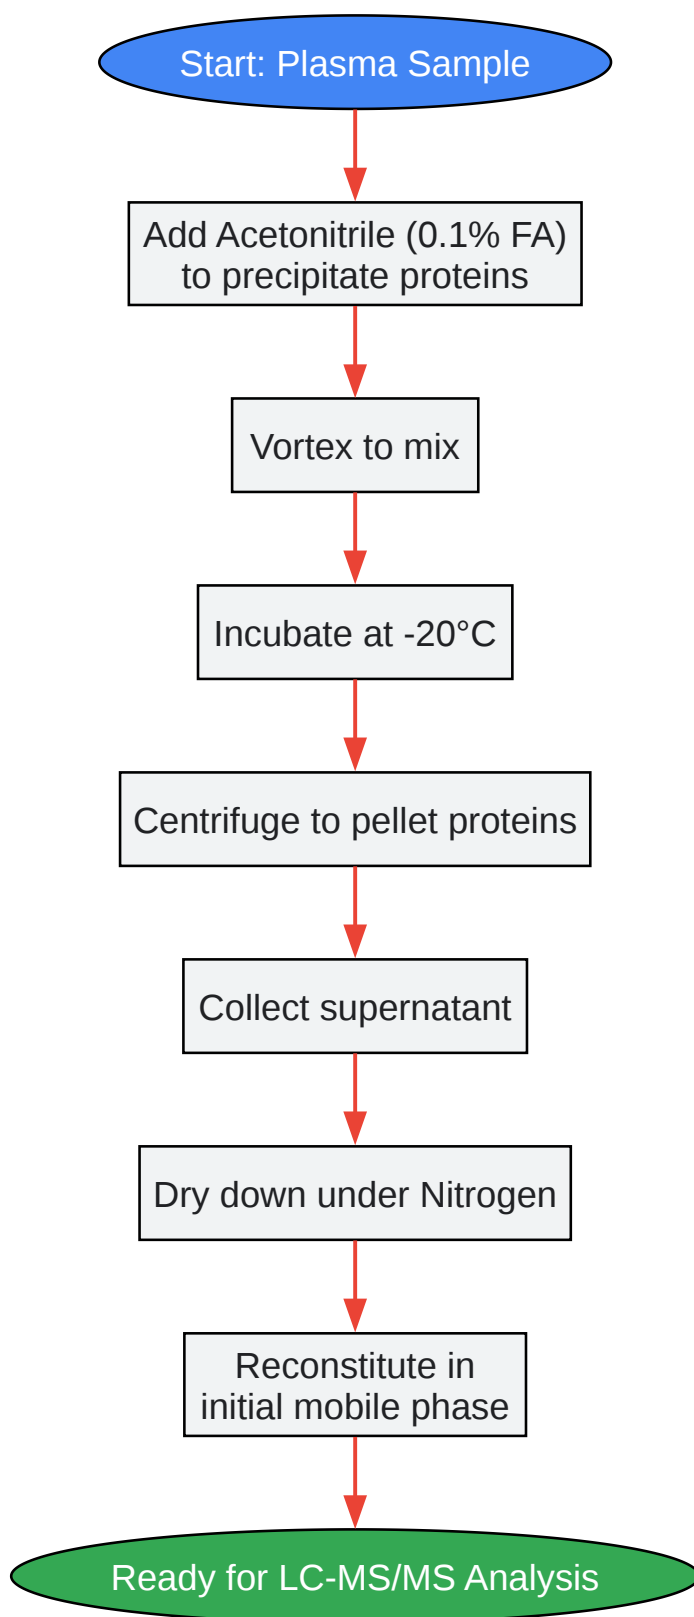 Start: Plasma Sample
Add Acetonitrile (0.1% FA)
to precipitate proteins
Vortex to mix
Incubate at -20°C
Centrifuge to pellet proteins
Collect supernatant
Dry down under Nitrogen
Reconstitute in
initial mobile phase
Ready for LC-MS/MS Analysis